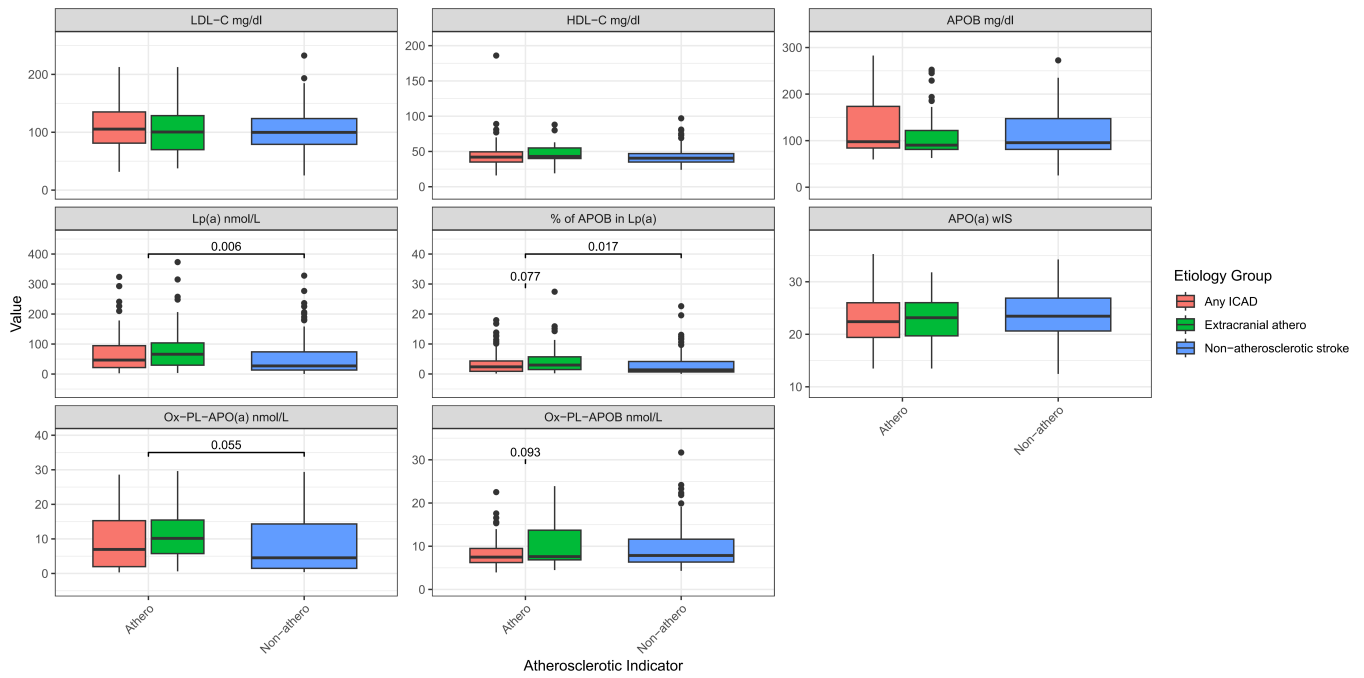 LDL−C mg/dl
HDL−C mg/dl
APOB mg/dl
200
100
0
200
150
100
50
0
300
200
100
0
Lp(a) nmol/L
% of APOB in Lp(a)
APO(a) wIS
400
300
200
100
0
0.006
40
30
20
10
0
0.017
0.077
30
20
10
Value
Ox−PL−APO(a) nmol/L
Ox−PL−APOB nmol/L
40
30
20
10
0
0.055
30
20
10
0
0.093
Athero
Non−athero
Athero
Non−athero
Athero
Non−athero
Atherosclerotic Indicator
Etiology Group
Any ICAD
Extracranial athero
Non−atherosclerotic stroke